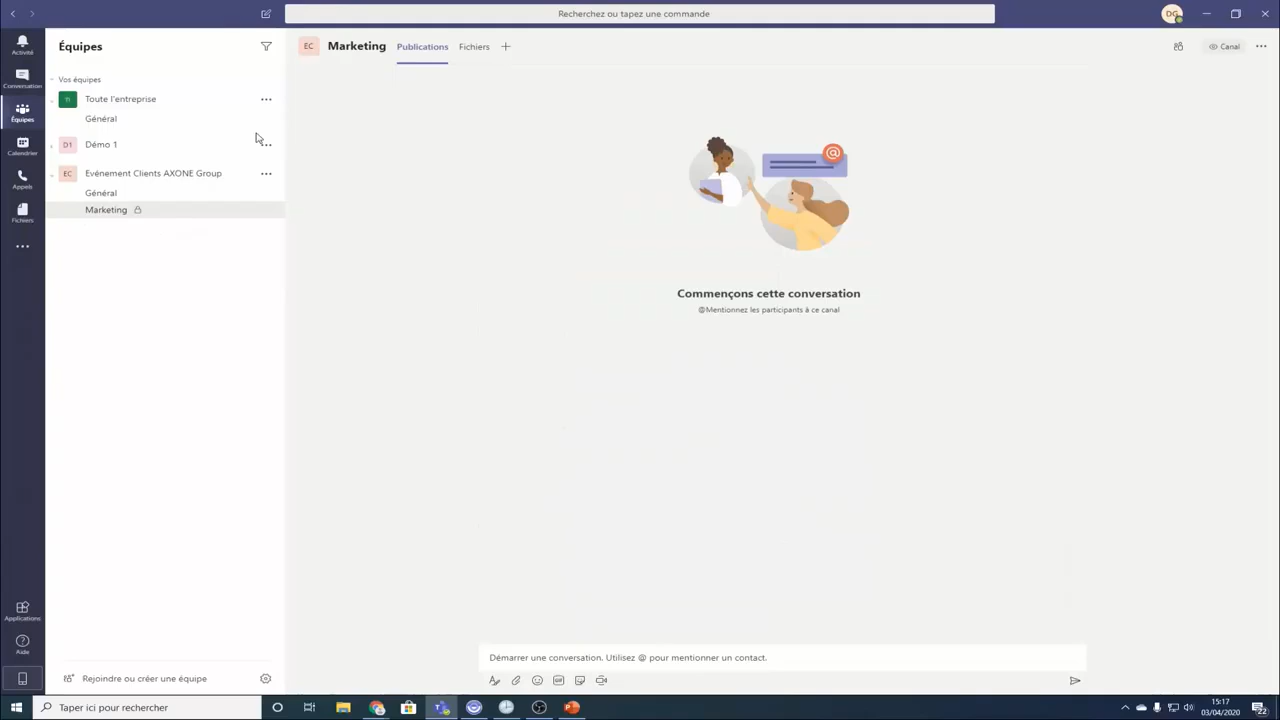 Recherchez ou tapez une commande
DG
Activité
Conversation
Équipes
Calendrier
Appels
Fichiers
Applications
Aide
Équipes
Vos équipes
Toute l'entreprise
Général
D1 Démo 1
EC Evénement Clients AXONE Group
Général
Marketing
Rejoindre ou créer une équipe
EC Marketing Publications Fichiers
Canal
@
Commençons cette conversation
@Mentionnez les participants à ce canal
Démarrer une conversation. Utilisez @ pour mentionner un contact.
GIF
Taper ici pour rechercher
15:17
03/04/2020
22